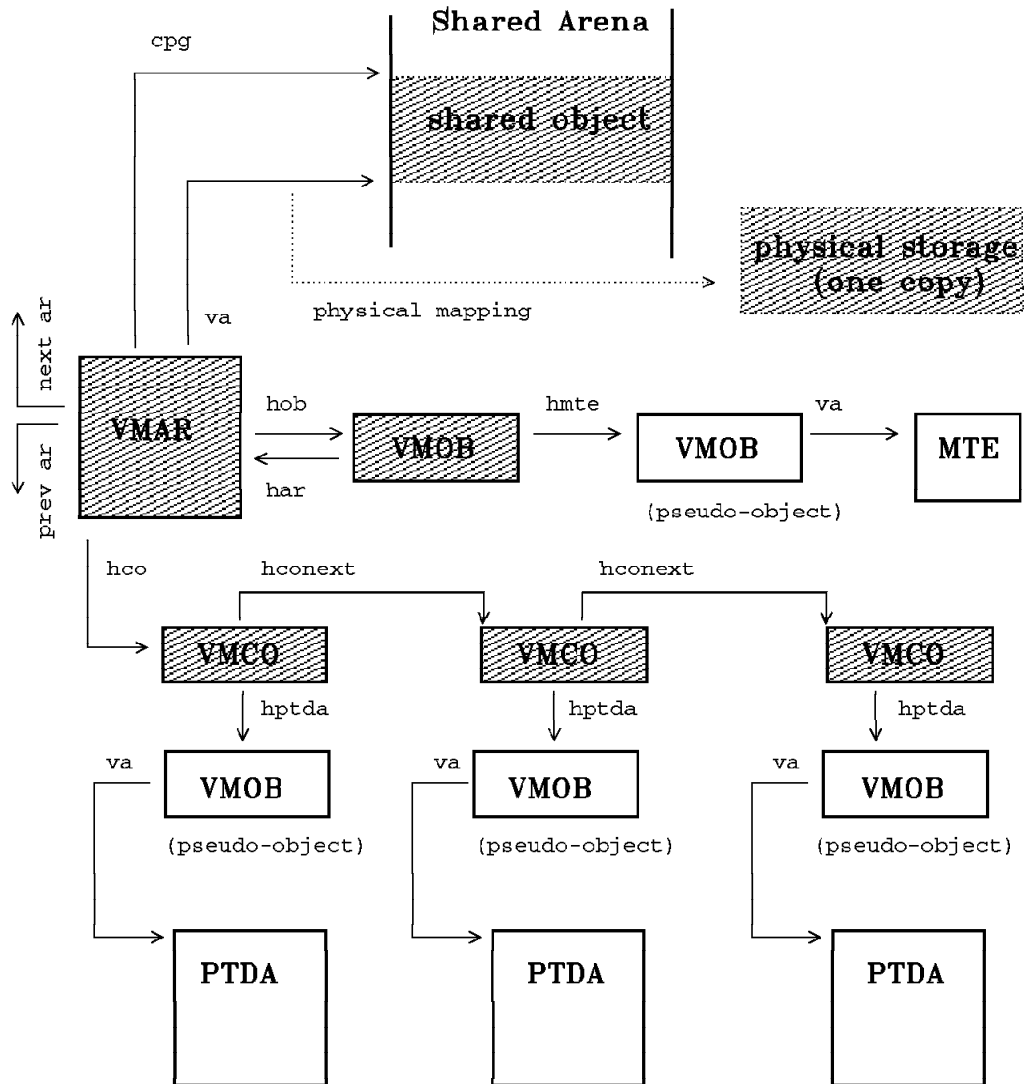 Shared Arena
cpg
shared object
physical storage
(one copy)
physical mapping
va
next ar
prev ar
VMAR
hob
har
VMOB
hmte
VMOB
(pseudo-object)
va
MTE
hco
hconext
hconext
VMCO
VMCO
VMCO
hptda
hptda
hptda
va
VMOB
va
VMOB
va
VMOB
(pseudo-object)
(pseudo-object)
(pseudo-object)
PTDA
PTDA
PTDA